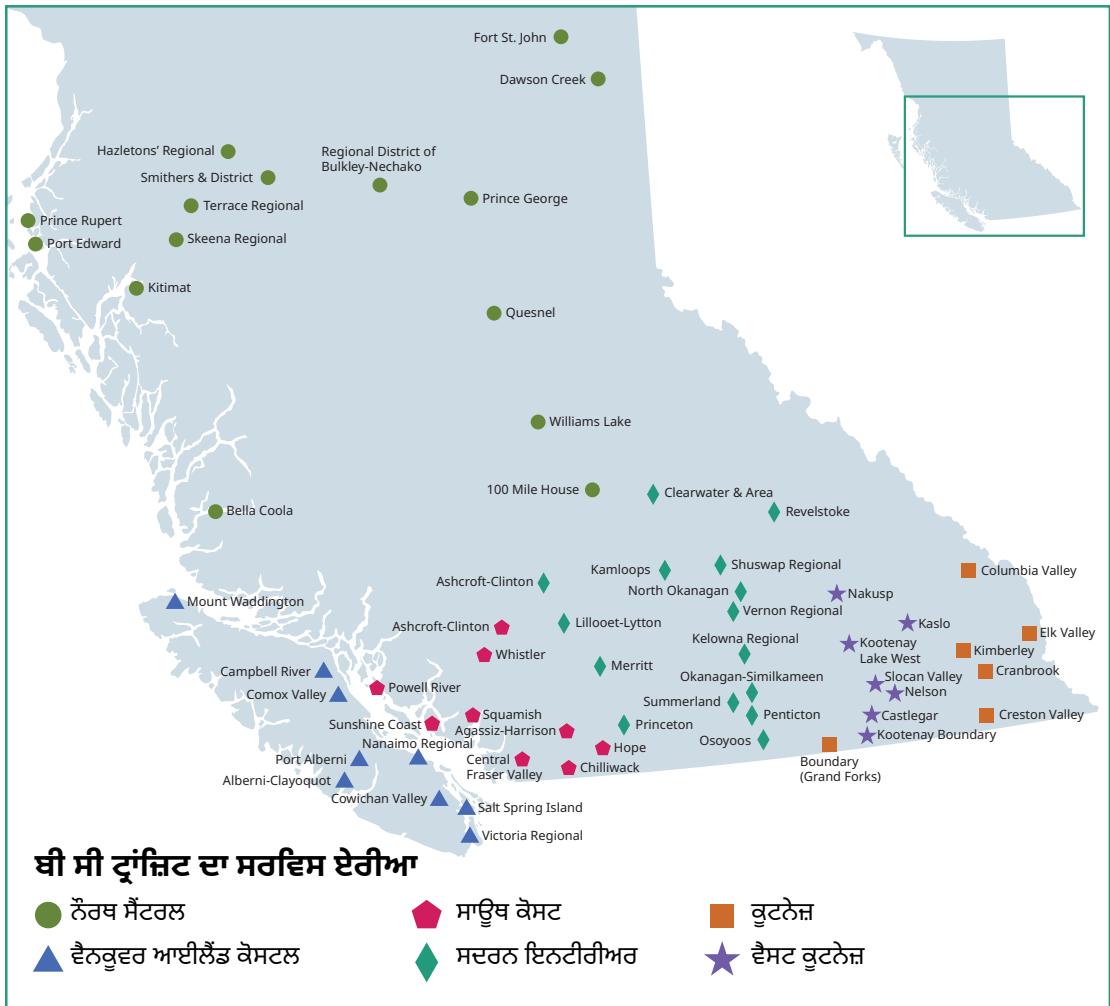 Fort St. John
Dawson Creek
Hazletons’ Regional
Regional District of
Bulkley-Nechako
Smithers & District
Terrace Regional
Prince George
Prince Rupert
Skeena Regional
Port Edward
Kitimat
Quesnel
Williams Lake
100 Mile House
Clearwater & Area
Bella Coola
Revelstoke
Shuswap Regional
Kamloops
Columbia Valley
Ashcroft-Clinton
North Okanagan
Nakusp
Mount Waddington
Vernon Regional
Ashcroft-Clinton
Lillooet-Lytton
Kaslo
Elk Valley
Kelowna Regional
Kootenay
Lake West
Kimberley
Whistler
Merritt
Campbell River
Cranbrook
Okanagan-Similkameen
Slocan Valley
Powell River
Nelson
Comox Valley
Summerland
Squamish
Penticton
Castlegar
Creston Valley
Sunshine Coast
Agassiz-Harrison
Princeton
Kootenay Boundary
Nanaimo Regional
Osoyoos
Hope
Port Alberni
Central
Fraser Valley
Chilliwack
Boundary
(Grand Forks)
Alberni-Clayoquot
Cowichan Valley
Salt Spring Island
Victoria Regional
ਬੀ ਸੀ ਟ੍ਰਾਂਜ਼ਿਟ ਦਾ ਸਰਵਿਸ ਏਰੀਆ
ਨੌਰਥ ਸੈਂਟਰਲ
ਸਾਊਥ ਕੋਸਟ
ਕੂਟਨੇਜ਼
ਵੈਨਕੂਵਰ ਆਈਲੈਂਡ ਕੋਸਟਲ
ਸਦਰਨ ਇਨਟੀਰੀਅਰ
ਵੈਸਟ ਕੂਟਨੇਜ਼